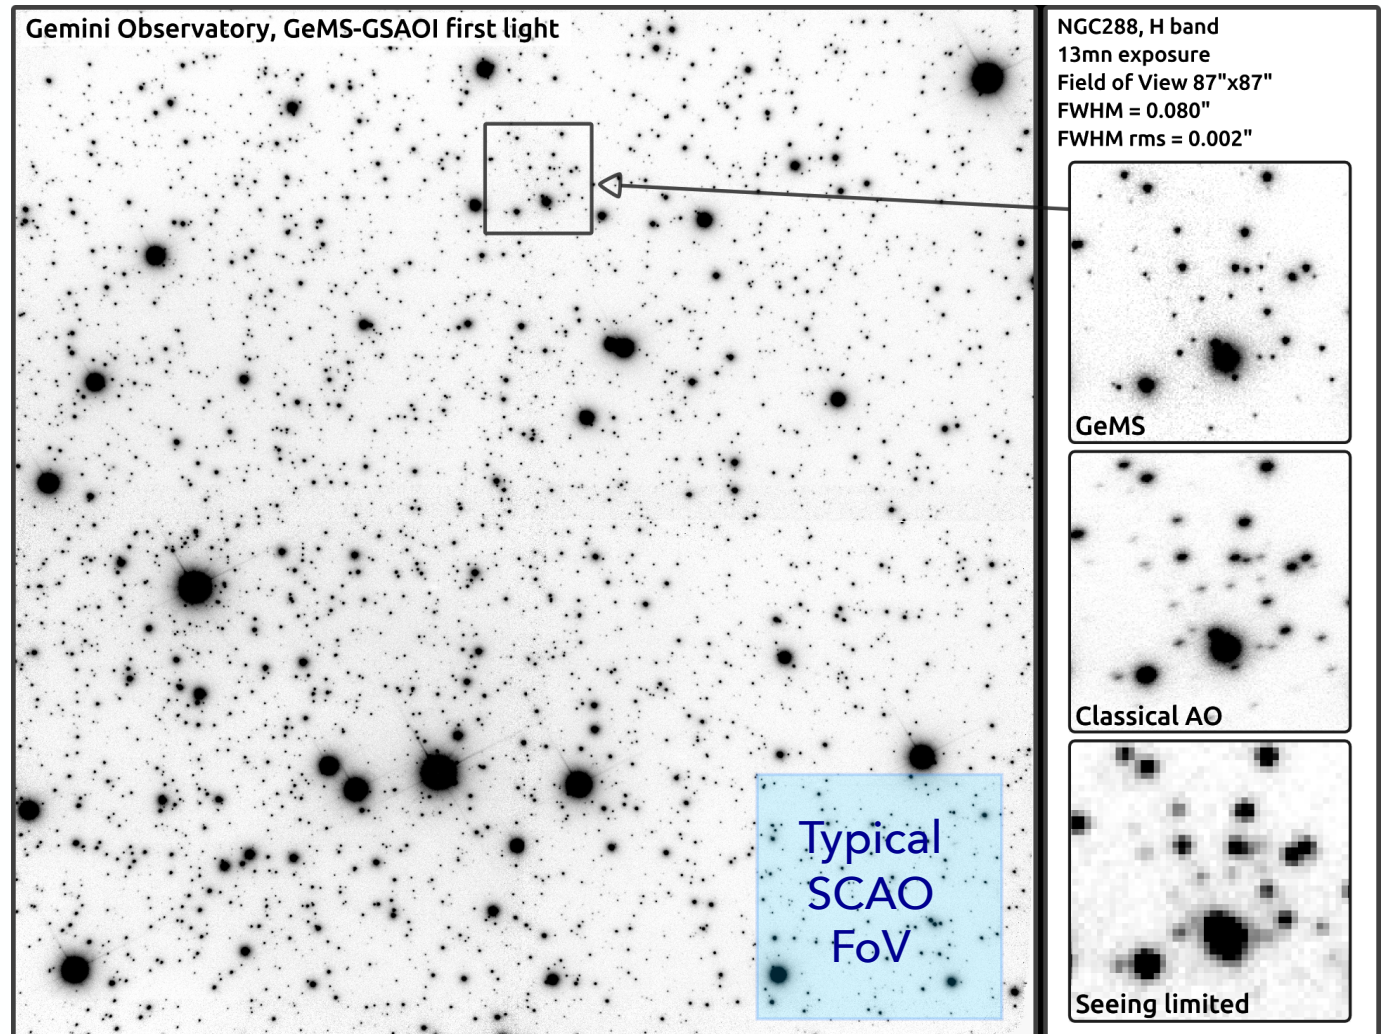 Gemini Observatory, GeMS-GSAOI first light
NGC288, H band
13mn exposure
Field of View 87"x87"
FWHM = 0.080"
FWHM rms = 0.002"
GeMS
Classical AO
Seeing limited
Typical
SCAO
FoV